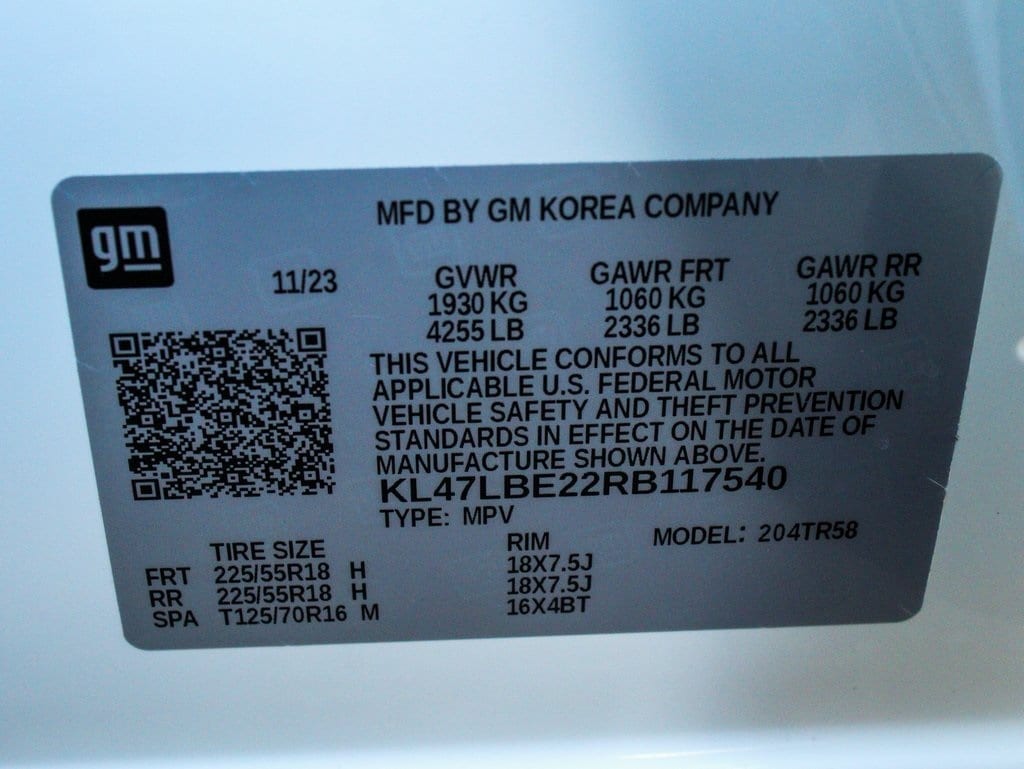 gm
MFD BY GM KOREA COMPANY
11/23
GVWR GAWR FRT GAWR RR
1930 KG 1060 KG 1060 KG
4255 LB 2336 LB 2336 LB
THIS VEHICLE CONFORMS TO ALL
APPLICABLE U.S. FEDERAL MOTOR
VEHICLE SAFETY AND THEFT PREVENTION
STANDARDS IN EFFECT ON THE DATE OF
MANUFACTURE SHOWN ABOVE.
KL47LBE22RB117540
TYPE: MPV
MODEL: 204TR58
TIRE SIZE RIM
FRT 225/55R18 H 18X7.5J
RR 225/55R18 H 18X7.5J
SPA T125/70R16 M 16X4BT